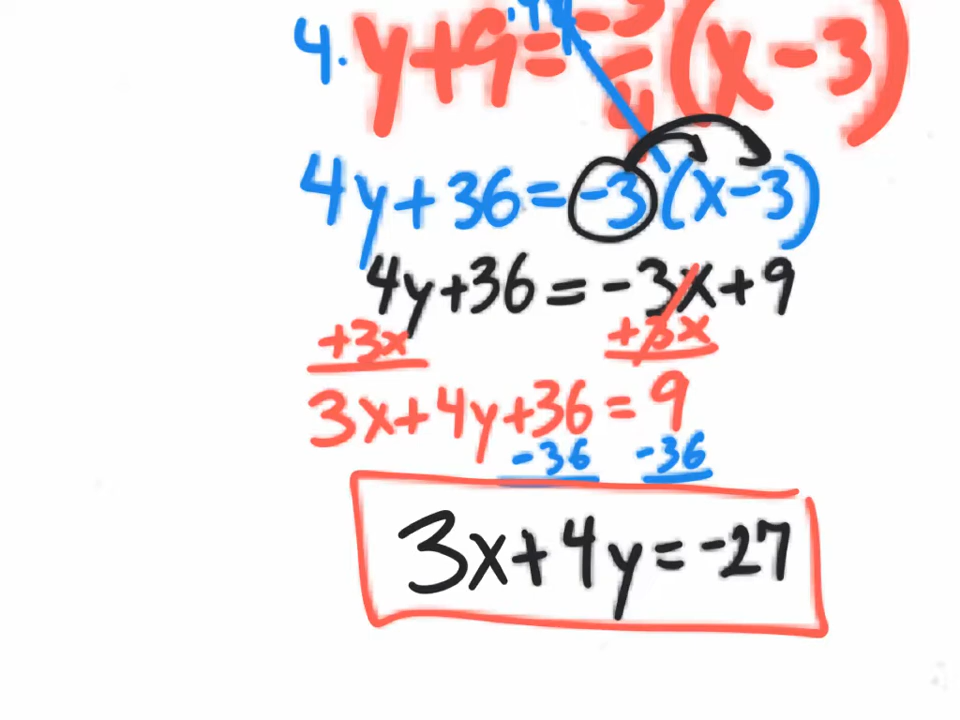 4. y+9 = -3/4 (x-3) .4
4y+36=-3(x-3)
4y+36=-3x+9
+3x +3x
3x+4y+36=9
-36 -36
3x+4y=-27